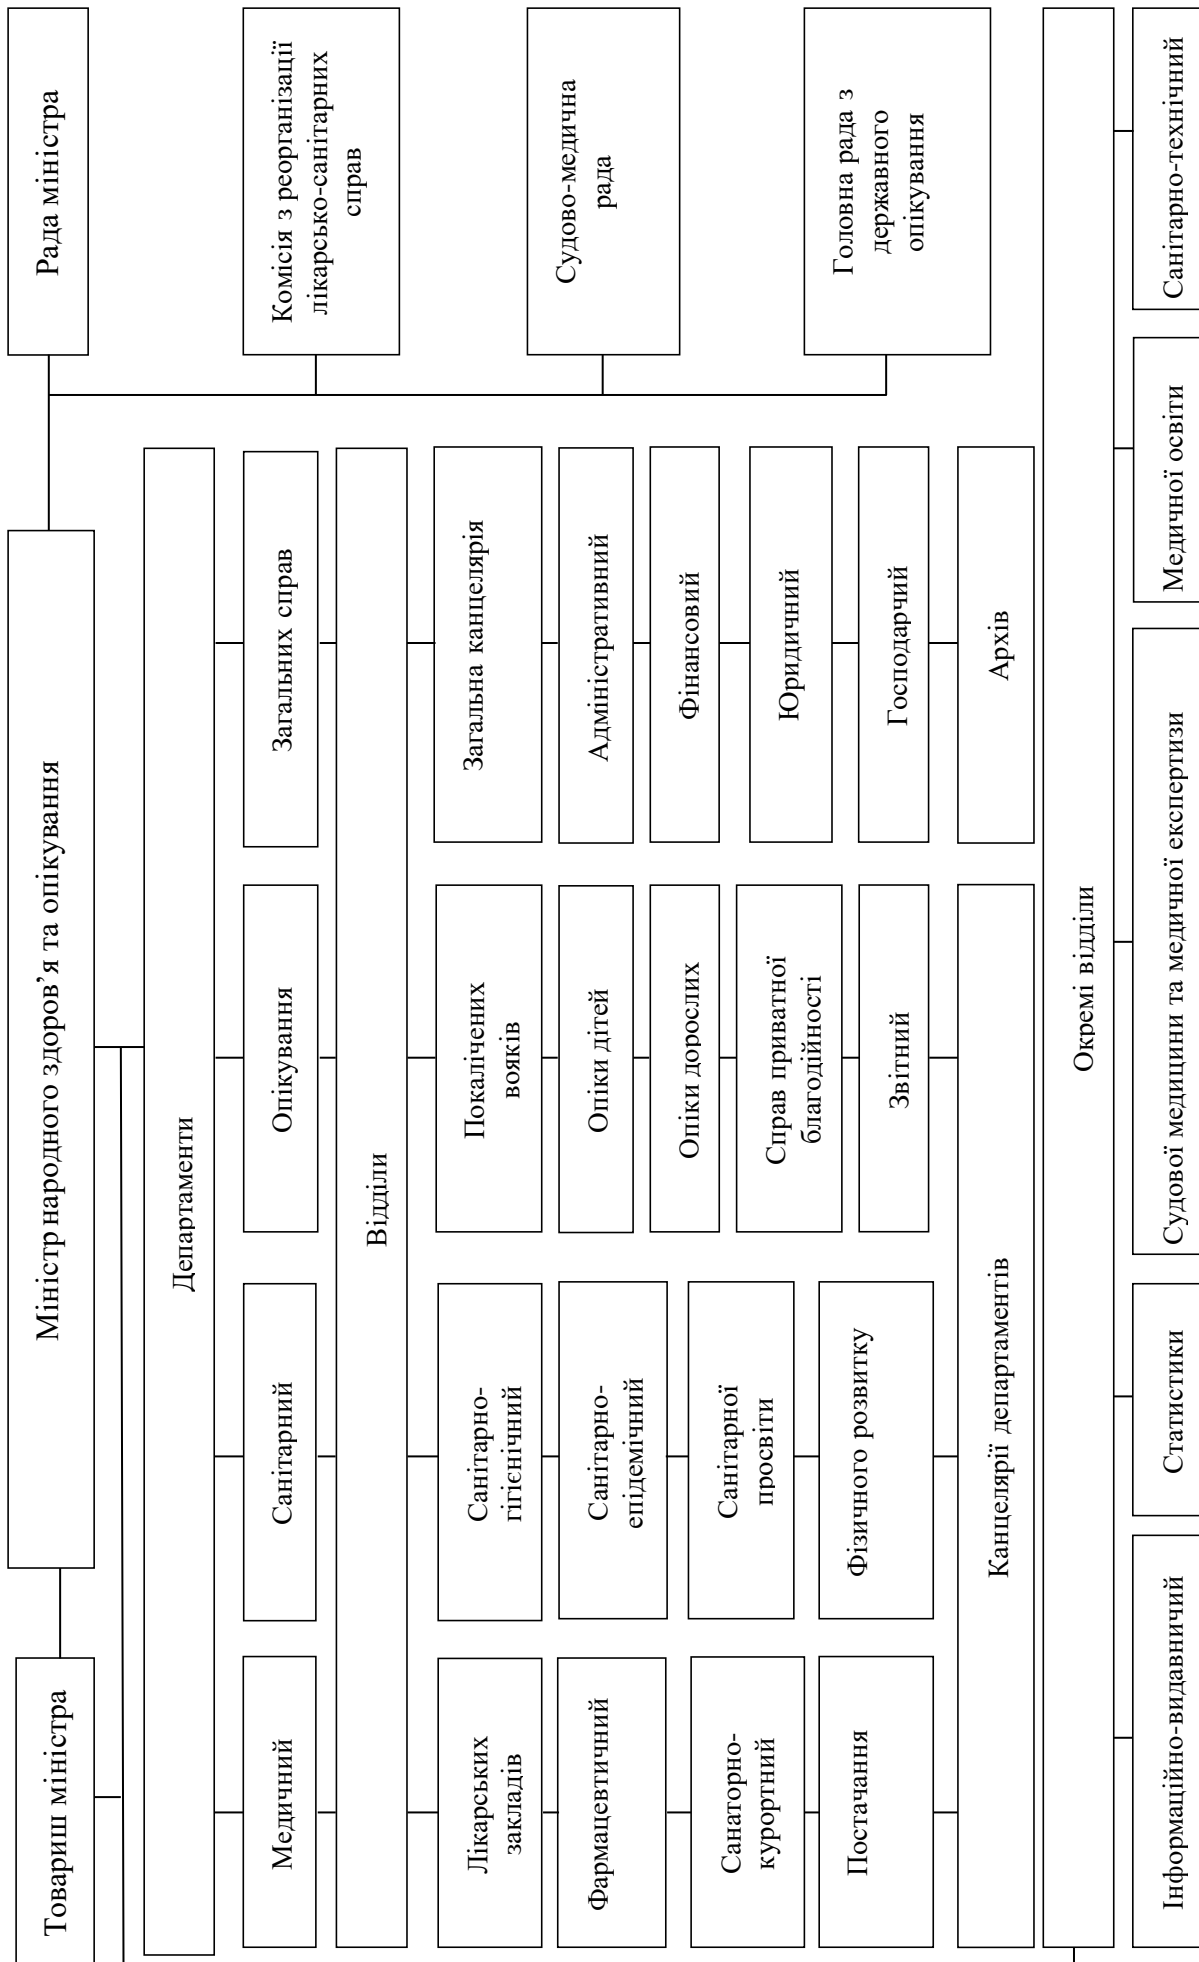 Товариш міністра
Міністр народного здоров’я та опікування
Рада міністра
Комісія з реорганізації
лікарсько-санітарних
справ
Судово-медична
рада
Головна рада з
державного
опікування
Департаменти
Медичний
Санітарний
Опікування
Загальних справ
Відділи
Лікарських
закладів
Санітарно-
гігієнічний
Покалічених
вояків
Загальна канцелярія
Фармацевтичний
Санітарно-
епідемічний
Опіки дітей
Адміністративний
Санаторно-
курортний
Санітарної
просвіти
Опіки дорослих
Фінансовий
Постачання
Фізичного розвитку
Справ приватної
благодійності
Юридичний
Звітний
Господарчий
Канцелярії департаментів
Архів
Окремі відділи
Інформаційно-видавничий
Статистики
Судової медицини та медичної експертизи
Медичної освіти
Санітарно-технічний